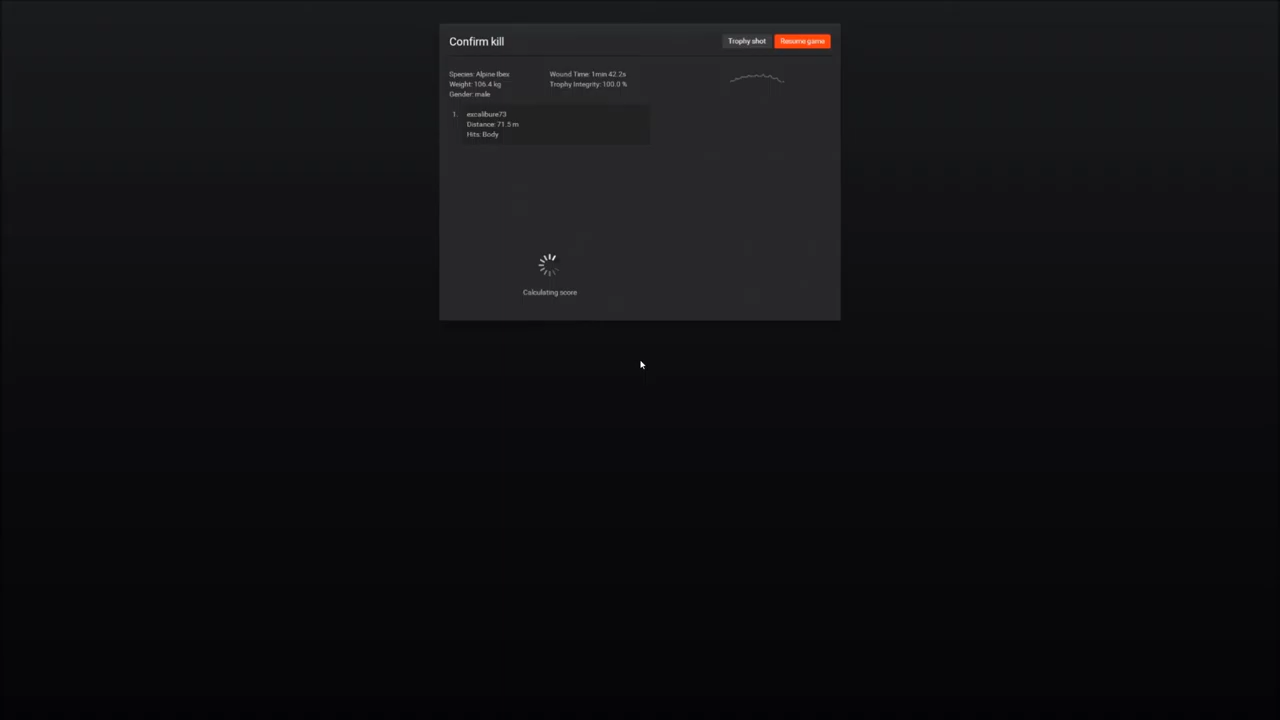 Confirm kill
Trophy shot
Resume game
Species: Alpine Ibex
Weight: 106.4 kg
Gender: male
Wound Time: 1min 42.2s
Trophy Integrity: 100.0 %
1.
excalibure73
Distance: 71.5 m
Hits: Body
Calculating score